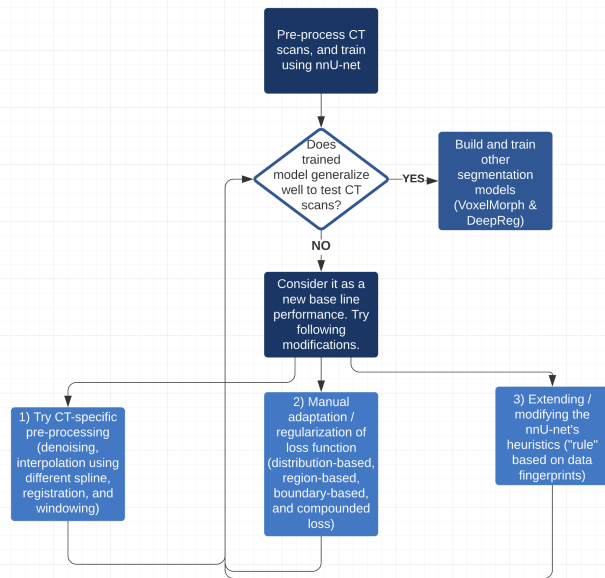 Pre-process CT
scans, and train
using nnU-net
Does
trained
model generalize
well to test CT
scans?
YES
Build and train
other
segmentation
models
(VoxelMorph &
DeepReg)
NO
Consider it as a
new base line
performance. Try
following
modifications.
1) Try CT-specific
pre-processing
(denoising,
interpolation using
different spline,
registration, and
windowing)
2) Manual
adaptation /
regularization of
loss function
(distribution-based,
region-based,
boundary-based,
and compounded
loss)
3) Extending /
modifying the
nnU-net's
heuristics ("rule"
based on data
fingerprints)